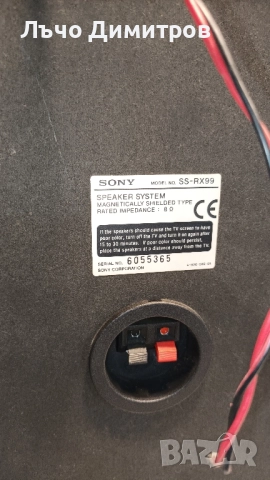 Лъчо Димитров
SONY MODEL NO. SS-RX99
SPEAKER SYSTEM
MAGNETICALLY SHIELDED TYPE
RATED IMPEDANCE : 8 Ω
CE
If the speakers should cause the TV screen to have
poor color, turn off the TV and turn it on again after
15 to 30 minutes. If poor color should persist,
place the speakers at a distance away from the TV.
SERIAL NO. 6055365
SONY CORPORATION
bazar